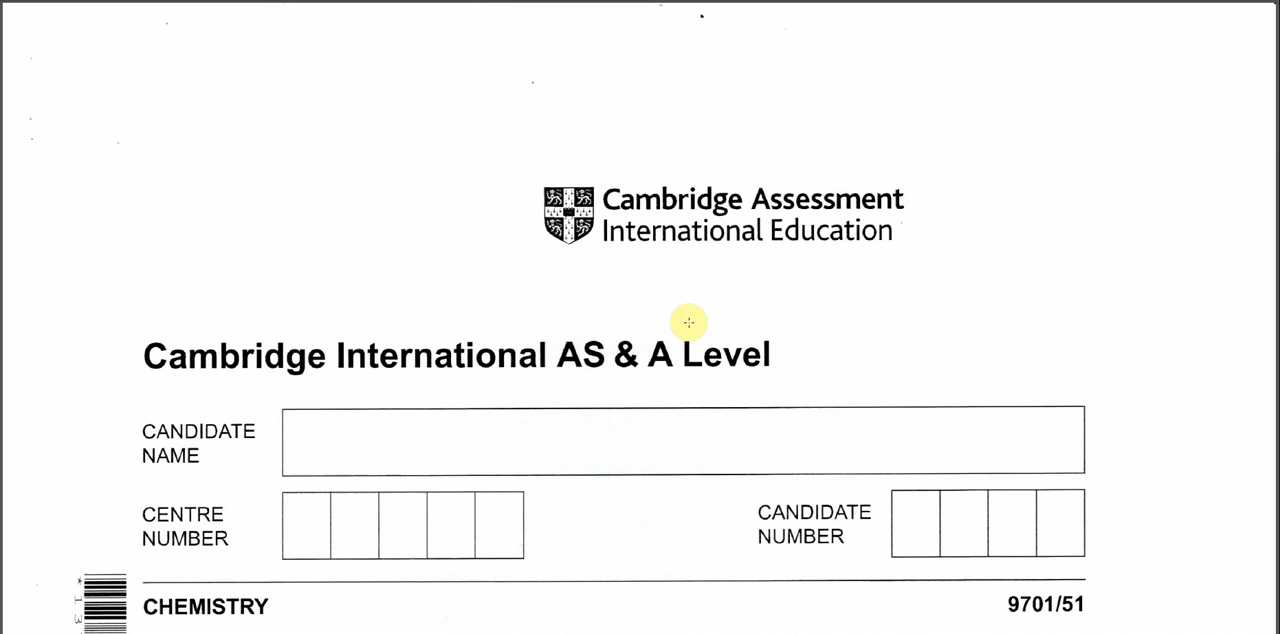 Cambridge Assessment
International Education
Cambridge International AS & A Level
CANDIDATE
NAME
CENTRE
NUMBER
CANDIDATE
NUMBER
CHEMISTRY
9701/51